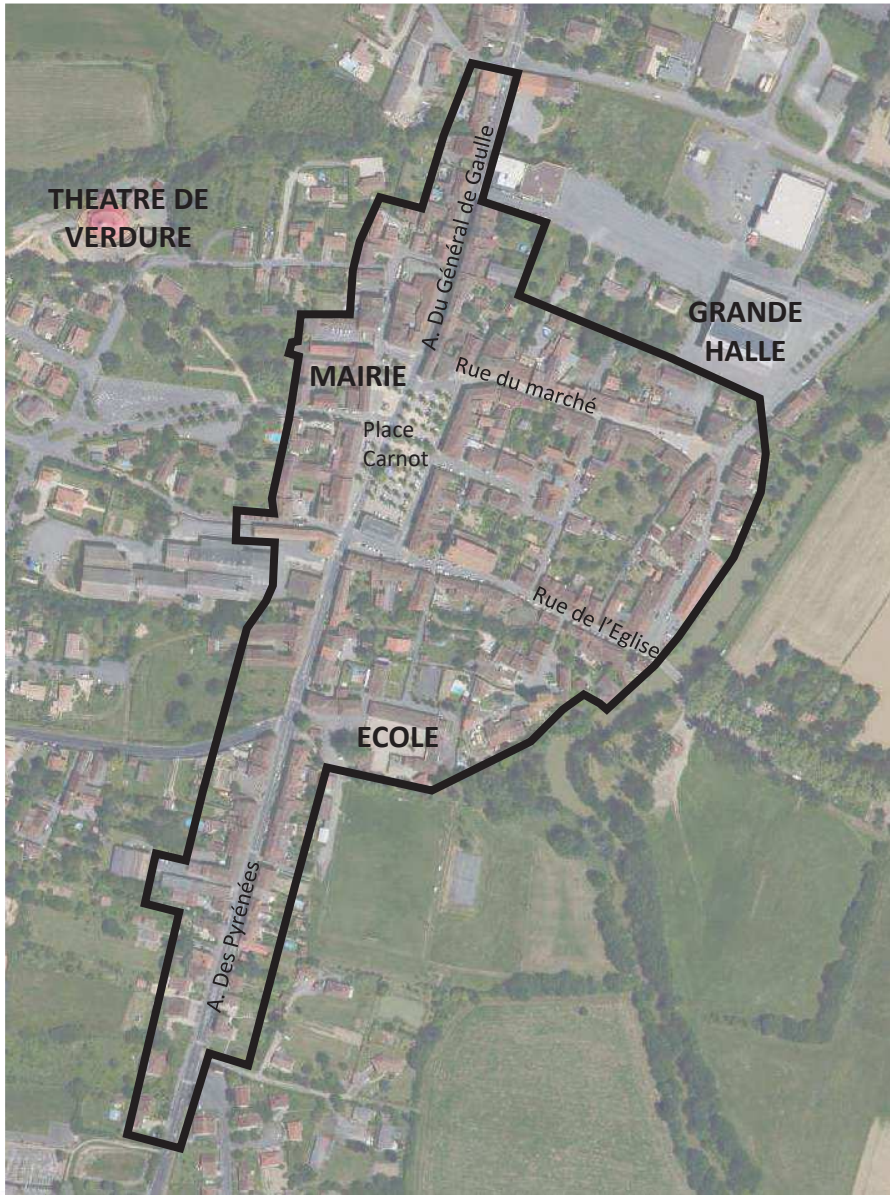 A. Du Général de Gaulle
THEATRE DE
VERDURE
GRANDE
HALLE
MAIRIE
Rue du marché
Place
Carnot
Rue de l'Eglise
ECOLE
A. Des Pyrénées